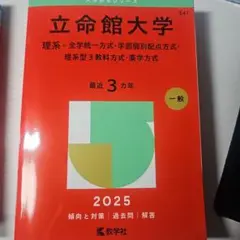 541
立命館大学
理系-全学統一方式・学部個別配点方式・
理系型3教科方式・薬学方式
最近3カ年
一般
2025
傾向と対策｜過去問｜解答
教学社